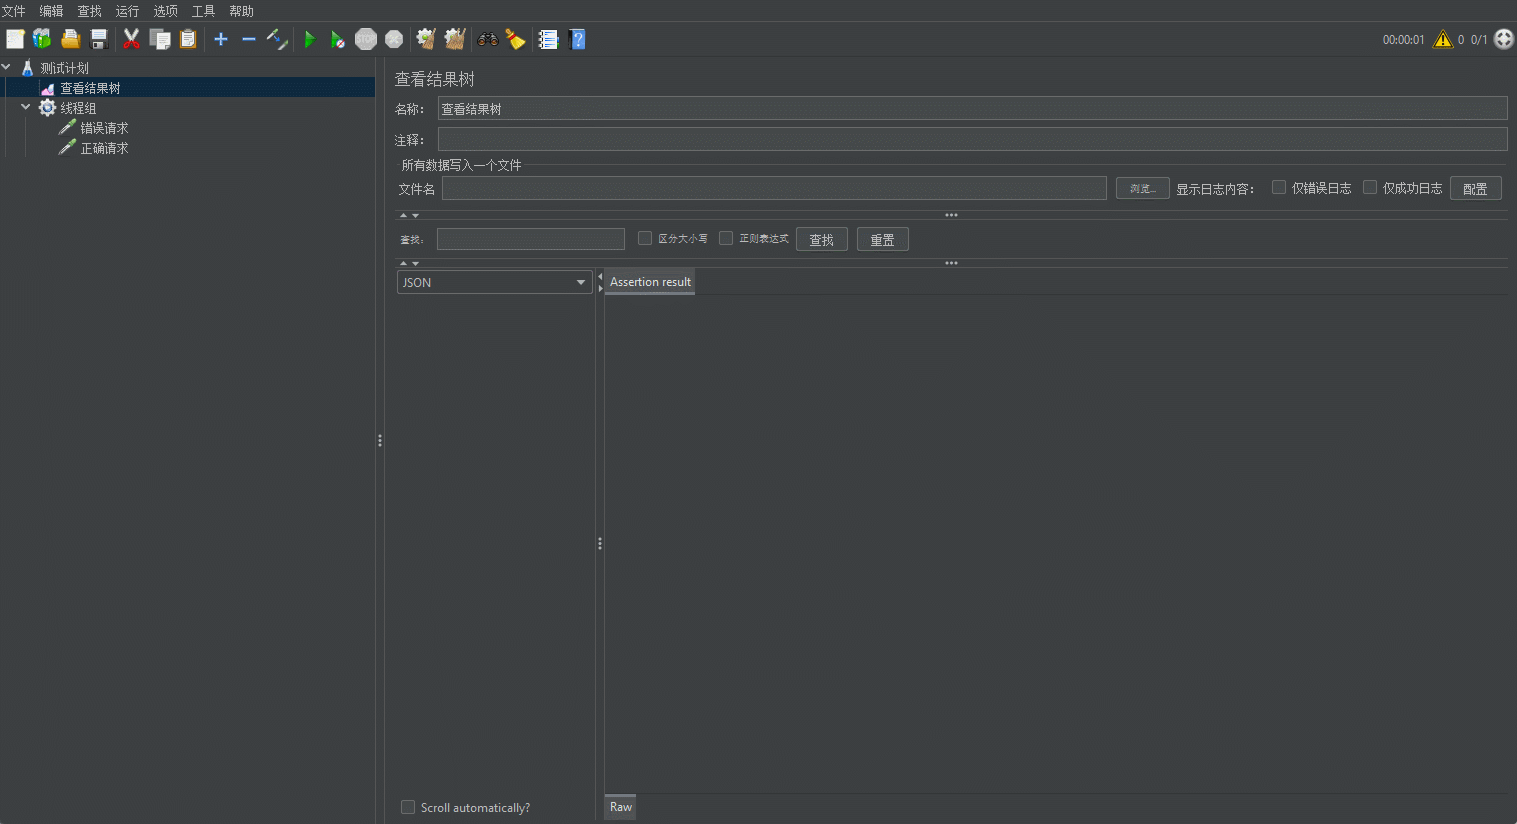 文件 编辑 查找 运行 选项 工具 帮助
STOP
00:00:01 0 0/1
测试计划
查看结果树
线程组
错误请求
正确请求
查看结果树
名称： 查看结果树
注释：
所有数据写入一个文件
文件名 浏览... 显示日志内容： 仅错误日志 仅成功日志 配置
查找： 区分大小写 正则表达式 查找 重置
JSON Assertion result
Scroll automatically? Raw